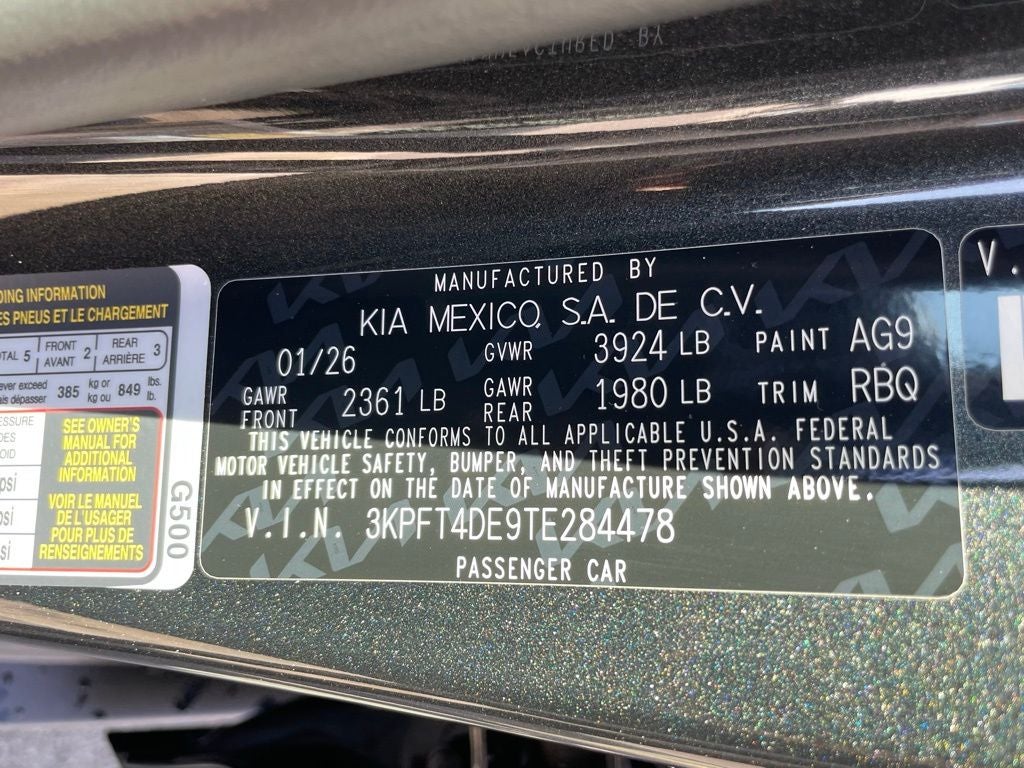 MANUFACTURED BY
KIA MEXICO, S.A. DE C.V.
01/26 GVWR 3924 LB PAINT AG9
GAWR FRONT 2361 LB GAWR REAR 1980 LB TRIM RBQ
THIS VEHICLE CONFORMS TO ALL APPLICABLE U.S.A. FEDERAL
MOTOR VEHICLE SAFETY, BUMPER, AND THEFT PREVENTION STANDARDS
IN EFFECT ON THE DATE OF MANUFACTURE SHOWN ABOVE.
V.I.N. 3KPFT4DE9TE284478
PASSENGER CAR
INFORMATION
ES PNEUS ET LE CHARGEMENT
5 FRONT AVANT 2 REAR ARRIÈRE 3
exceed 385 kg or 849 lbs.
dépasser kg ou lb.
SEE OWNER'S
MANUAL FOR
ADDITIONAL
INFORMATION
VOIR LE MANUEL
DE L'USAGER
POUR PLUS DE
RENSEIGNEMENTS
G500
V.